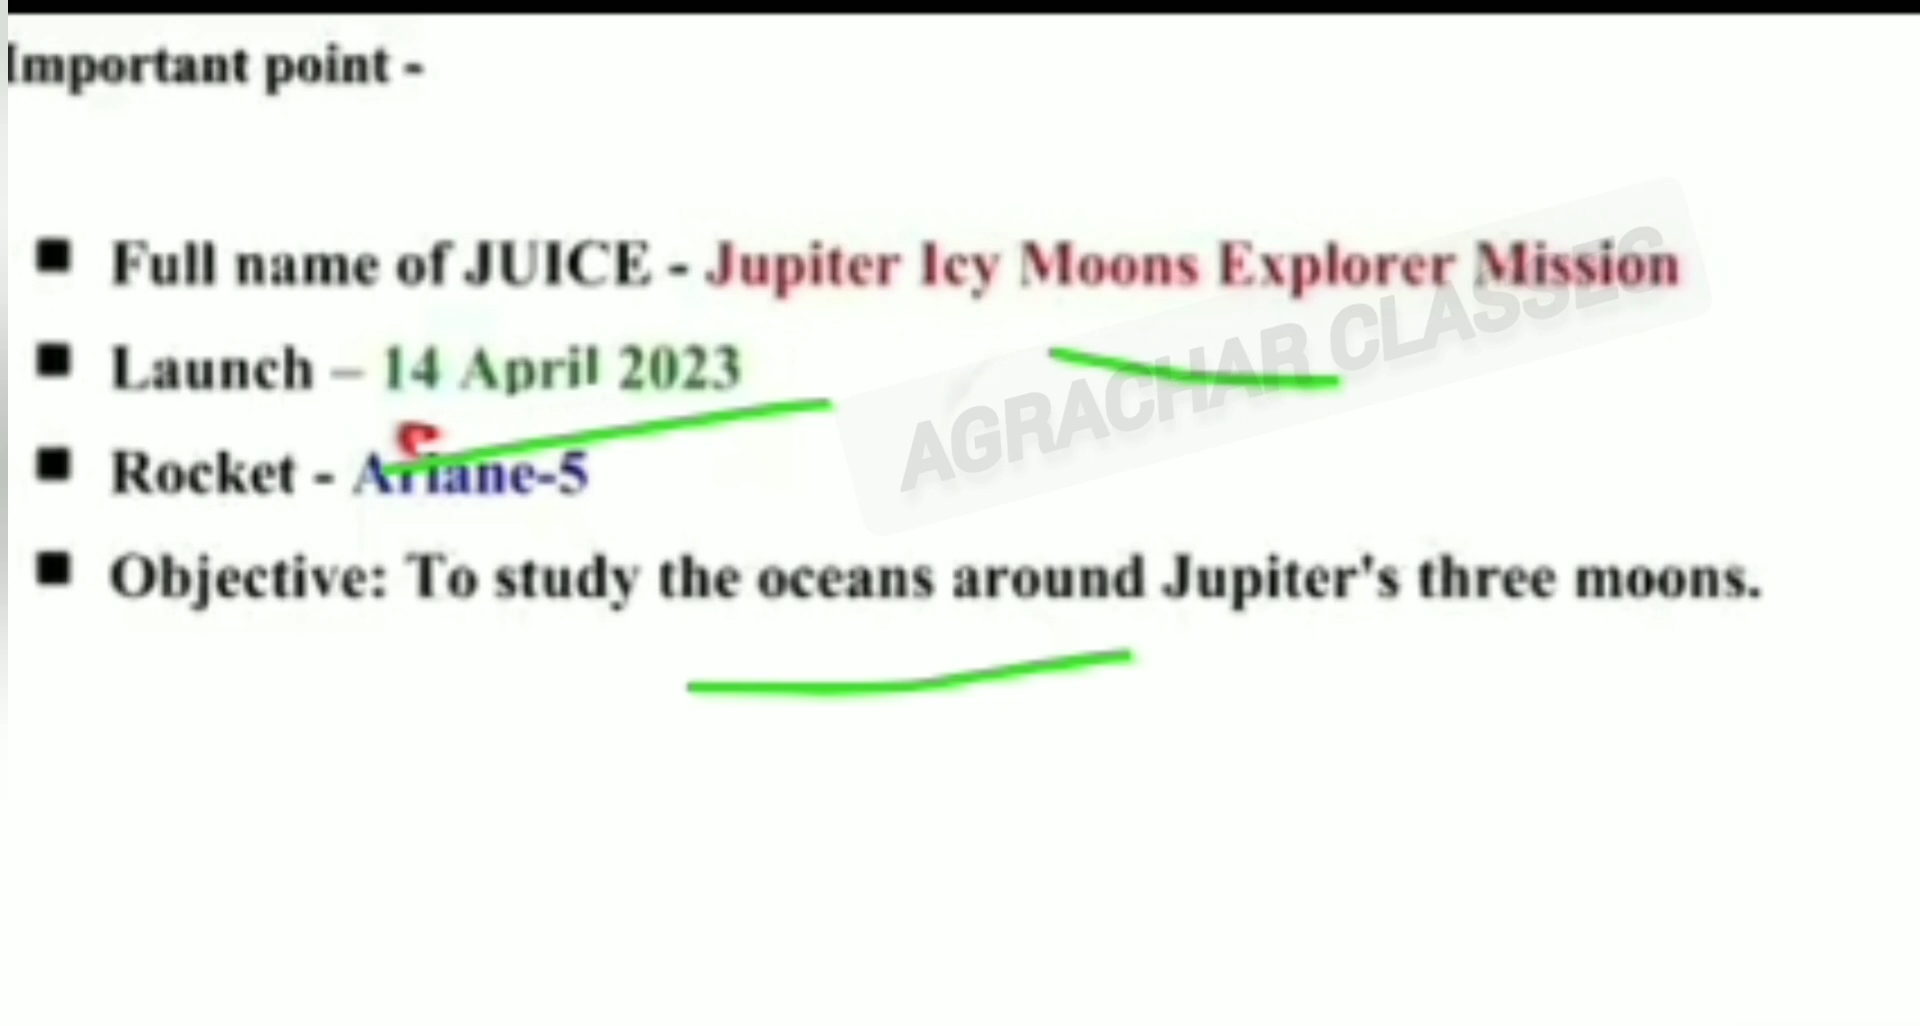 Important point -
■ Full name of JUICE - Jupiter Icy Moons Explorer Mission
■ Launch – 14 April 2023
■ Rocket - Ariane-5
■ Objective: To study the oceans around Jupiter's three moons.
AGRACHAR CLASSES